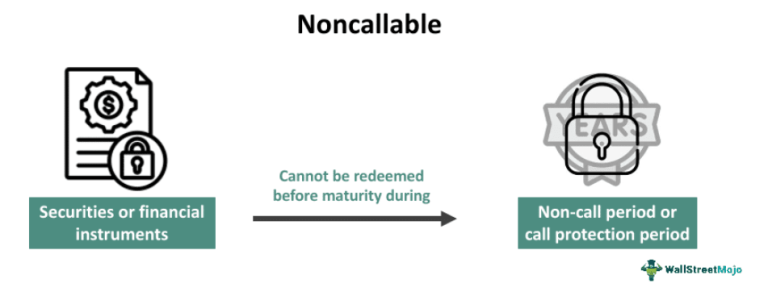 Noncallable
$
YEARS
Cannot be redeemed
before maturity during
Securities or financial
instruments
Non-call period or
call protection period
WallStreetMojo